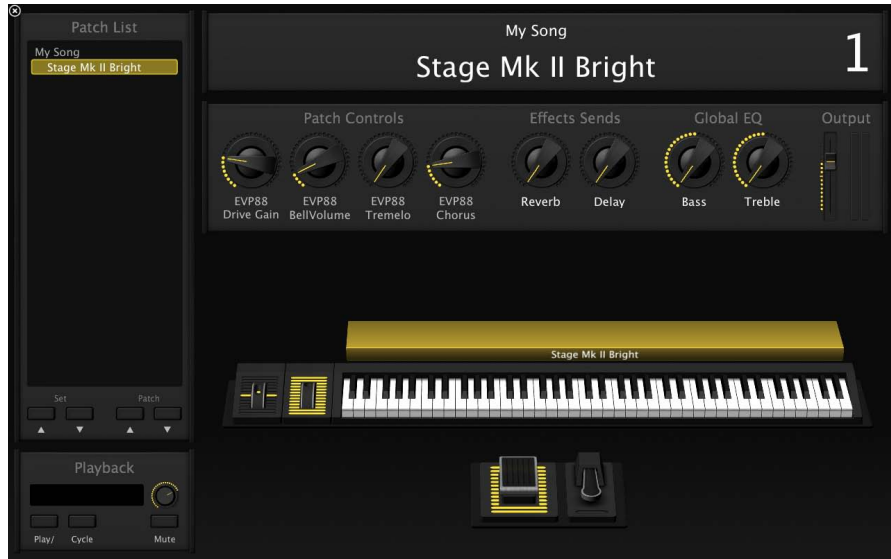 Patch List
My Song
Stage Mk II Bright
My Song
Stage Mk II Bright
1
Patch Controls
Effects Sends
Global EQ
Output
EVP88
Drive Gain
EVP88
BellVolume
EVP88
Tremelo
EVP88
Chorus
Reverb
Delay
Bass
Treble
Stage Mk II Bright
Set
Patch
Playback
Play/
Cycle
Mute